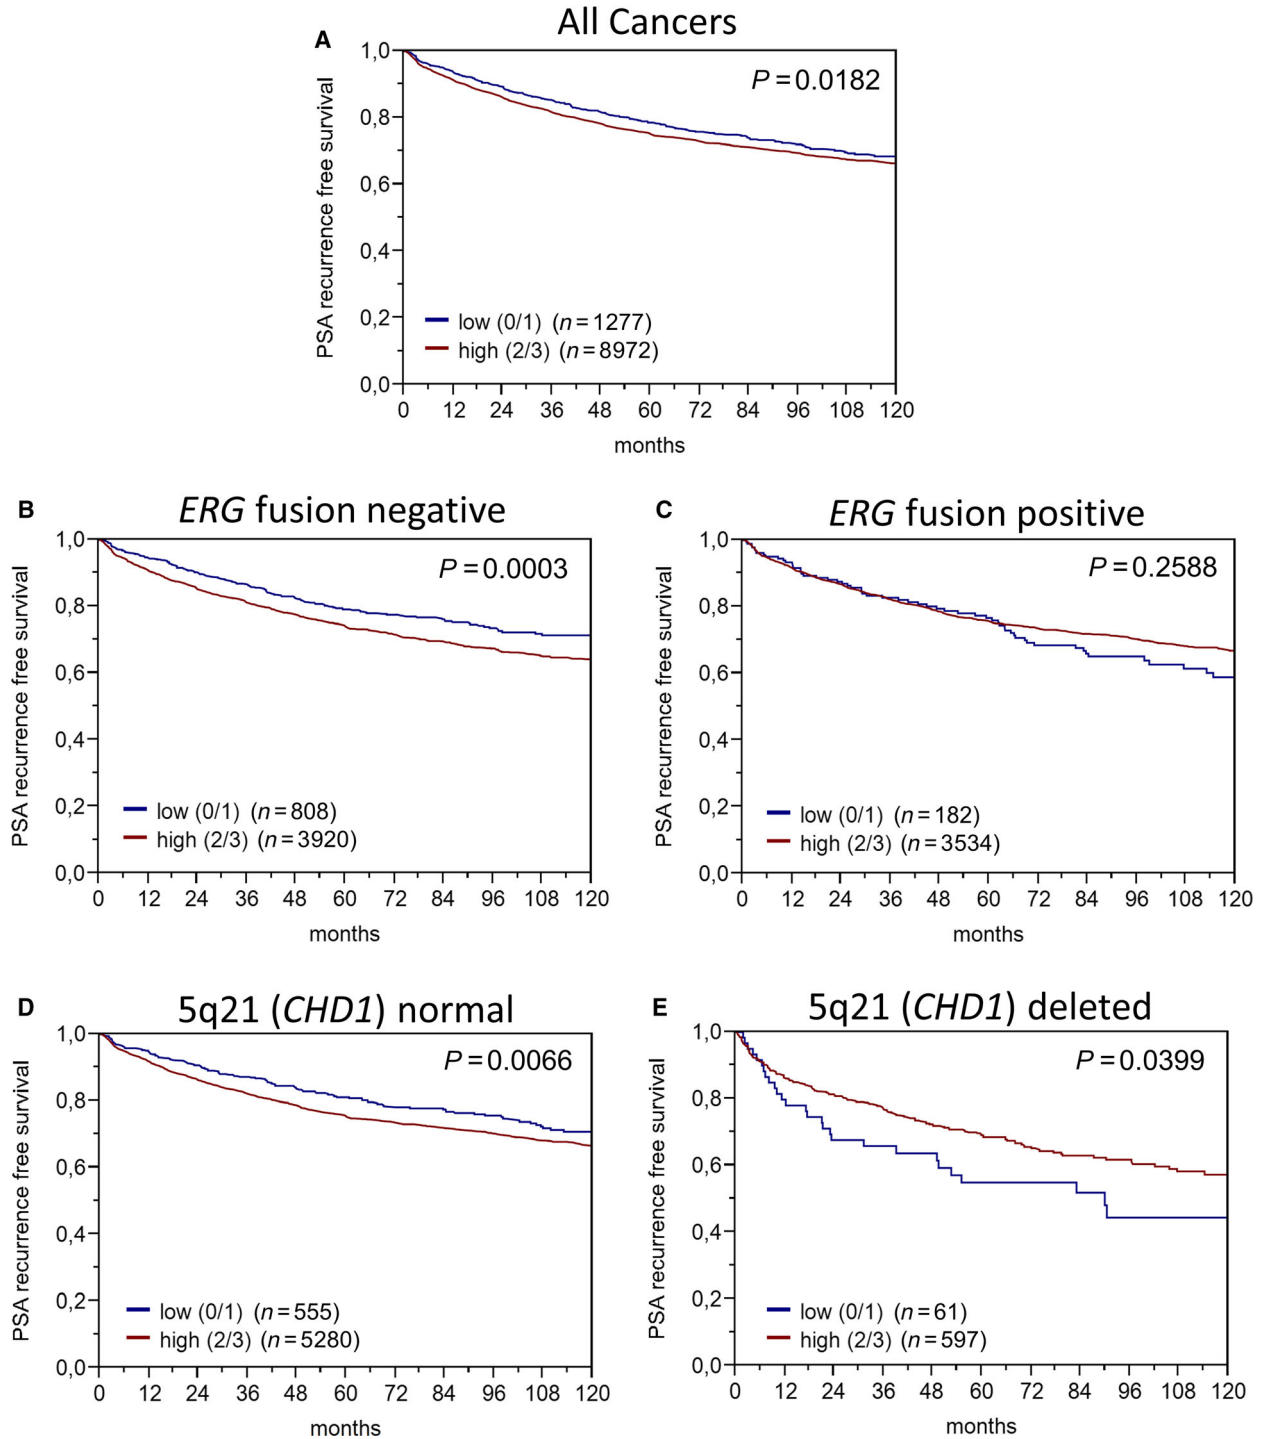 A
All Cancers
P = 0.0182
PSA recurrence free survival
1,0
0,8
0,6
0,4
0,2
0,0
low (0/1) (n = 1277)
high (2/3) (n = 8972)
0 12 24 36 48 60 72 84 96 108 120
months
B
ERG fusion negative
P = 0.0003
PSA recurrence free survival
1,0
0,8
0,6
0,4
0,2
0,0
low (0/1) (n = 808)
high (2/3) (n = 3920)
0 12 24 36 48 60 72 84 96 108 120
months
C
ERG fusion positive
P = 0.2588
PSA recurrence free survival
1,0
0,8
0,6
0,4
0,2
0,0
low (0/1) (n = 182)
high (2/3) (n = 3534)
0 12 24 36 48 60 72 84 96 108 120
months
D
5q21 (CHD1) normal
P = 0.0066
PSA recurrence free survival
1,0
0,8
0,6
0,4
0,2
0,0
low (0/1) (n = 555)
high (2/3) (n = 5280)
0 12 24 36 48 60 72 84 96 108 120
months
E
5q21 (CHD1) deleted
P = 0.0399
PSA recurrence free survival
1,0
0,8
0,6
0,4
0,2
0,0
low (0/1) (n = 61)
high (2/3) (n = 597)
0 12 24 36 48 60 72 84 96 108 120
months